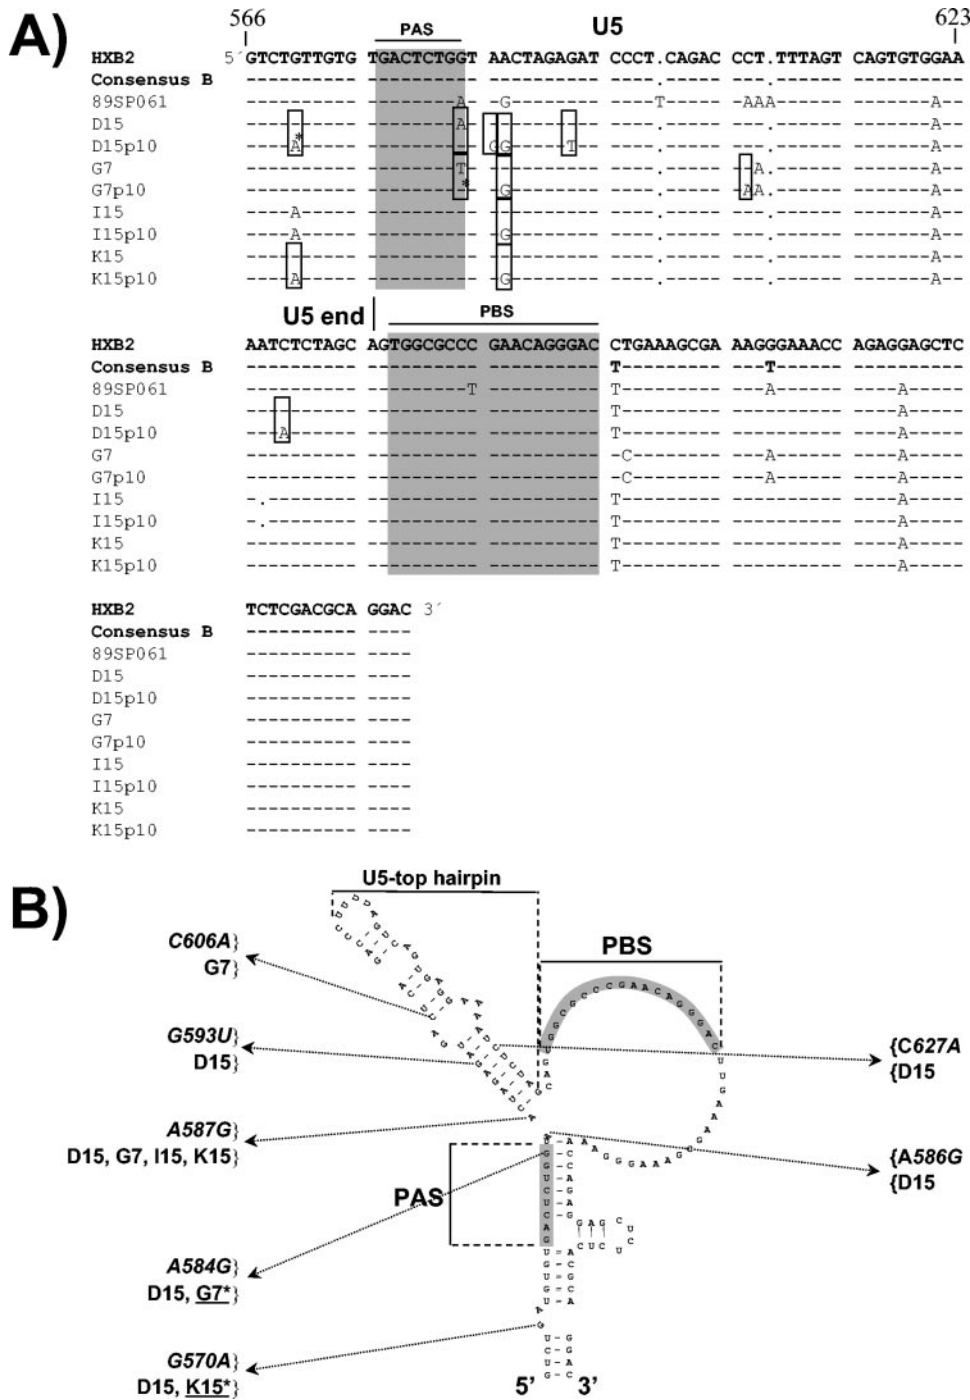 A)
566
PAS
U5
623
HXB2 5´GTCTGTTGTG TGACTCTGGT AACTAGAGAT CCCT.CAGAC CCT.TTTAGT CAGTGTGGAA
Consensus B ---------- ---------- ---------- ---------- ---------- ----------
89SP061 ---------- --------A- -G-------- ----T----- -AAA------ -------A--
D15 ---------- --------A- ---------- ----.----- ---.------ -------A--
D15p10 ----A*----- ---------- GG-----T-- ----.----- ---.------ -------A--
G7 ---------- --------T- ---------- ----.----- --A.------ -------A--
G7p10 ---------- ---------*- -G-------- ----.----- -AA.------ -------A--
I15 ----A----- ---------- ---------- ----.----- ---.------ -------A--
I15p10 ----A----- ---------- -G-------- ----.----- ---.------ -------A--
K15 ---------- ---------- ---------- ----.----- ---.------ -------A--
K15p10 ----A----- ---------- -G-------- ----.----- ---.------ -------A--
U5 end
PBS
HXB2 AATCTCTAGCA AGTGGCGCCC GAACAGGGAC CTGAAAGCGA AAGGGAAACC AGAGGAGCTC
Consensus B ---------- ---------- ---------- T--------- ---T------ ----------
89SP061 ---------- ---------T ---------- T--------- ---A------ ----A-----
D15 ---------- ---------- ---------- T--------- ---------- ----A-----
D15p10 ---A------ ---------- ---------- T--------- ---------- ----A-----
G7 ---------- ---------- ---------- -C-------- ---A------ ----A-----
G7p10 ---------- ---------- ---------- -C-------- ---A------ ----A-----
I15 -.-------- ---------- ---------- T--------- ---------- ----A-----
I15p10 -.-------- ---------- ---------- T--------- ---------- ----A-----
K15 ---------- ---------- ---------- T--------- ---------- ----A-----
K15p10 ---------- ---------- ---------- T--------- ---------- ----A-----
HXB2 TCTCGACGCA GGAC 3´
Consensus B ---------- ----
89SP061 ---------- ----
D15 ---------- ----
D15p10 ---------- ----
G7 ---------- ----
G7p10 ---------- ----
I15 ---------- ----
I15p10 ---------- ----
K15 ---------- ----
K15p10 ---------- ----
B)
U5-top hairpin
PBS
C606A}
G7}
G593U}
D15}
{C627A
{D15
A587G}
D15, G7, I15, K15}
{A586G
{D15
PAS
A584G}
D15, G7*}
G570A}
D15, K15*}
5' 3'